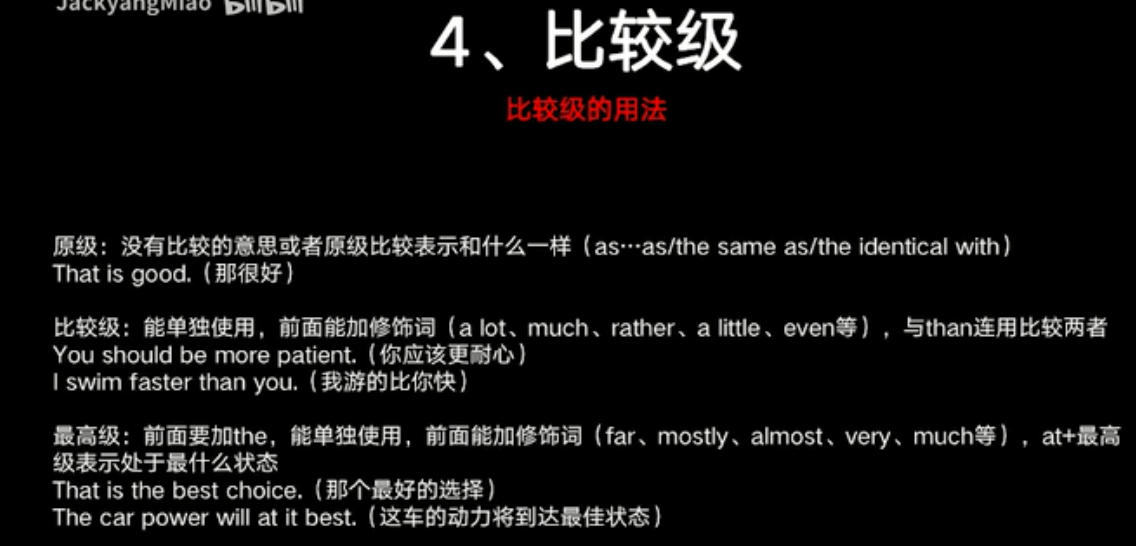 JackyangMiao bilibili
4、比较级
比较级的用法
原级：没有比较的意思或者原级比较表示和什么一样（as…as/the same as/the identical with）
That is good.（那很好）
比较级：能单独使用，前面能加修饰词（a lot、much、rather、a little、even等），与than连用比较两者
You should be more patient.（你应该更耐心）
I swim faster than you.（我游的比你快）
最高级：前面要加the，能单独使用，前面能加修饰词（far、mostly、almost、very、much等），at+最高
级表示处于最什么状态
That is the best choice.（那个最好的选择）
The car power will at it best.（这车的动力将到达最佳状态）